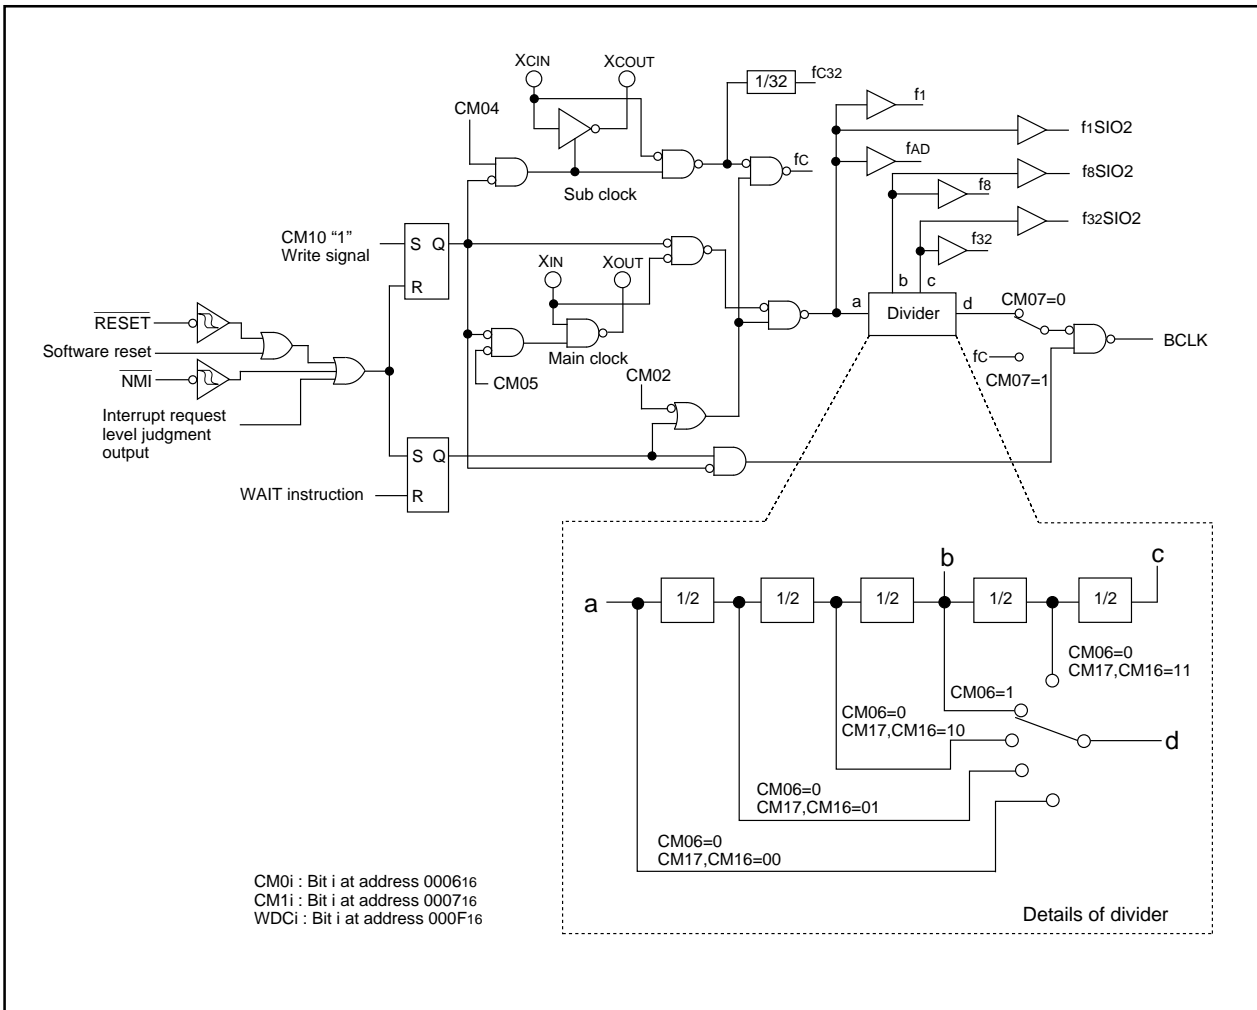 XCIN
XCOUT
1/32
fC32
CM04
f1
f1SIO2
fC
fAD
f8SIO2
Sub clock
f8
f32SIO2
CM10 “1”
Write signal
S Q
R
XIN
XOUT
f32
b c
a
Divider
d
CM07=0
RESET
Software reset
NMI
Main clock
CM05
CM02
fC
CM07=1
BCLK
Interrupt request
level judgment
output
S Q
R
WAIT instruction
b
c
a
1/2
1/2
1/2
1/2
1/2
CM06=0
CM17,CM16=11
CM06=1
CM06=0
CM17,CM16=10
d
CM06=0
CM17,CM16=01
CM06=0
CM17,CM16=00
CM0i : Bit i at address 000616
CM1i : Bit i at address 000716
WDCi : Bit i at address 000F16
Details of divider